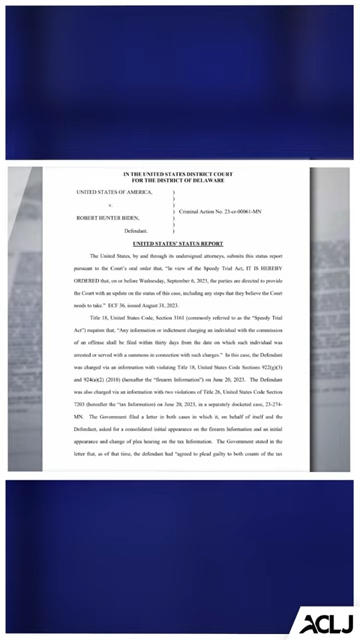 IN THE UNITED STATES DISTRICT COURT
FOR THE DISTRICT OF DELAWARE
UNITED STATES OF AMERICA, )
)
v. )
) Criminal Action No. 23-cr-00061-MN
ROBERT HUNTER BIDEN, )
)
Defendant. )
UNITED STATES' STATUS REPORT
The United States, by and through its undersigned attorneys, submits this status report
pursuant to the Court's oral order that, "In view of the Speedy Trial Act, IT IS HEREBY
ORDERED that, on or before Wednesday, September 6, 2023, the parties are directed to provide
the Court with an update on the status of this case, including any steps that they believe the Court
needs to take." ECF 36, issued August 31, 2023.
Title 18, United States Code, Section 3161 (commonly referred to as the "Speedy Trial
Act") requires that, "Any information or indictment charging an individual with the commission
of an offense shall be filed within thirty days from the date on which such individual was
arrested or served with a summons in connection with such charges." In this case, the Defendant
was charged via an information with violating Title 18, United States Code Sections 922(g)(3)
and 924(a)(2) (2018) (hereafter the "firearm Information") on June 20, 2023. The Defendant
was also charged via an information with two violations of Title 26, United States Code Section
7203 (hereafter the "tax Information) on June 20, 2023, in a separately docketed case, 23-274-
MN. The Government filed a letter in both cases in which it, on behalf of itself and the
Defendant, asked for a consolidated initial appearance on the firearm Information and an initial
appearance and change of plea hearing on the tax Information. The Government stated in the
letter that, as of that time, the defendant had "agreed to plead guilty to both counts of the tax
ACLJ